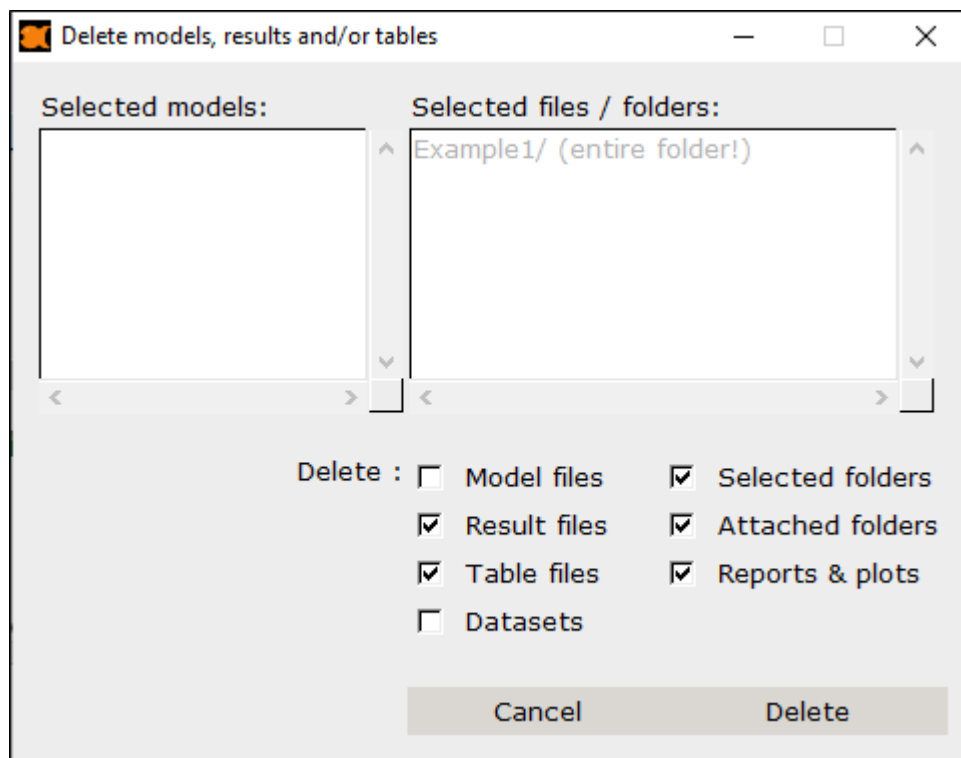 Delete models, results and/or tables
Selected models: Selected files / folders:
Example1/ (entire folder!)
Delete : Model files Selected folders
Result files Attached folders
Table files Reports & plots
Datasets
Cancel Delete